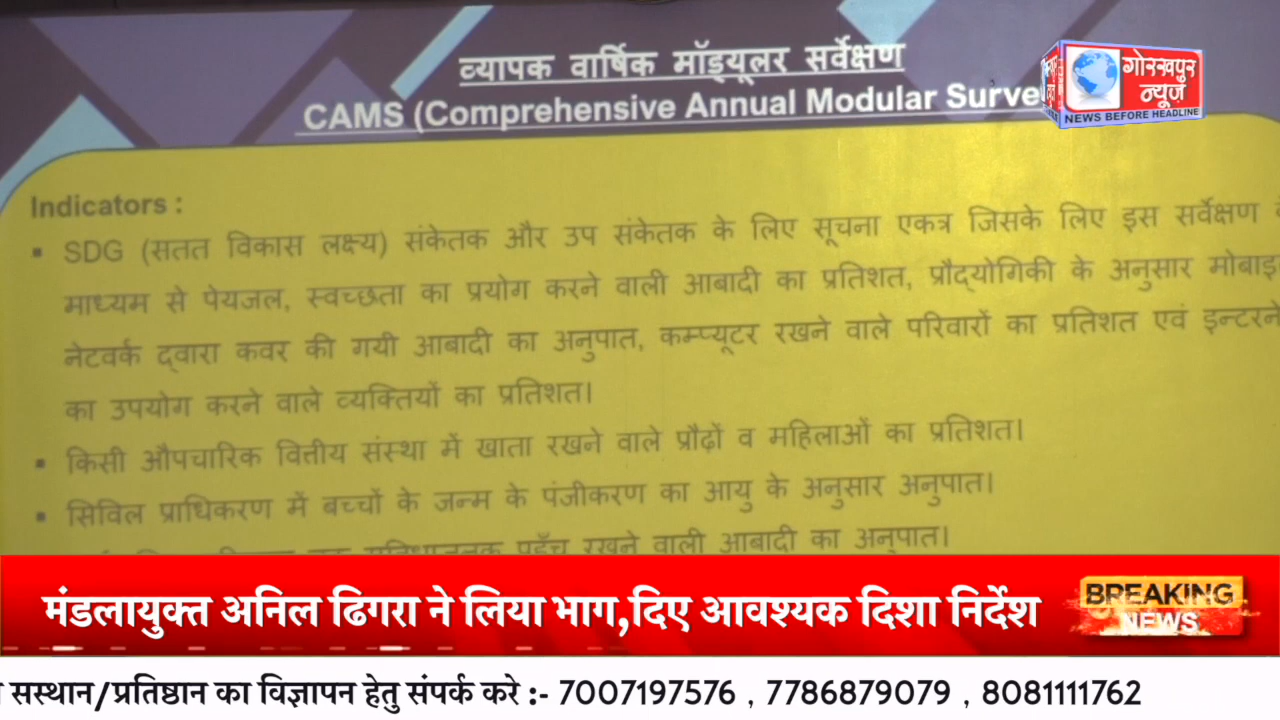 व्यापक वार्षिक मॉड्यूलर सर्वेक्षण
CAMS (Comprehensive Annual Modular Surve
गोरखपुर
न्यूज़
NEWS BEFORE HEADLINE
Indicators :
▪ SDG (सतत विकास लक्ष्य) संकेतक और उप संकेतक के लिए सूचना एकत्र जिसके लिए इस सर्वेक्षण
माध्यम से पेयजल, स्वच्छता का प्रयोग करने वाली आबादी का प्रतिशत, प्रौद्योगिकी के अनुसार मोबाइ
नेटवर्क द्वारा कवर की गयी आबादी का अनुपात, कम्प्यूटर रखने वाले परिवारों का प्रतिशत एवं इन्टरने
का उपयोग करने वाले व्यक्तियों का प्रतिशत।
▪ किसी औपचारिक वित्तीय संस्था में खाता रखने वाले प्रौढ़ों व महिलाओं का प्रतिशत।
▪ सिविल प्राधिकरण में बच्चों के जन्म के पंजीकरण का आयु के अनुसार अनुपात।
पहुँच रखने वाली आबादी का अनुपात।
मंडलायुक्त अनिल ढिगरा ने लिया भाग,दिए आवश्यक दिशा निर्देश
BREAKING
NEWS
सस्थान/प्रतिष्ठान का विज्ञापन हेतु संपर्क करे :- 7007197576 , 7786879079 , 8081111762